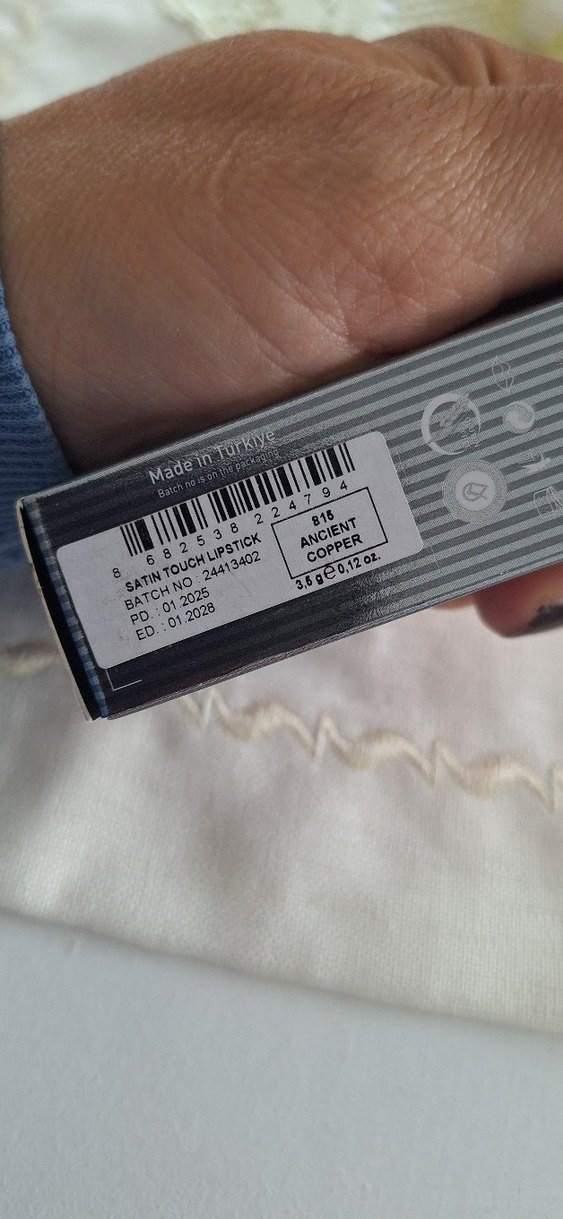 Made in Türkiye
Batch no is on the packaging
8 682538 224794
SATIN TOUCH LIPSTICK
BATCH NO : 24413402
PD. : 01.2025
ED. : 01.2028
815
ANCIENT
COPPER
3,5 g ℮ 0,12 oz.